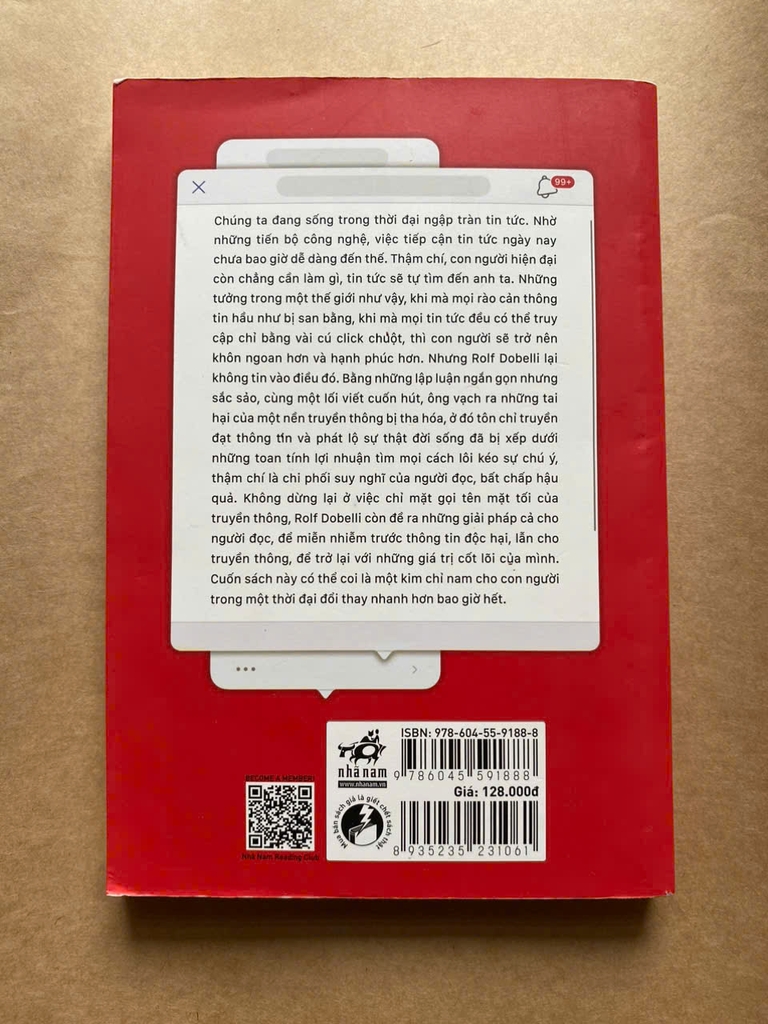 99+
Chúng ta đang sống trong thời đại ngập tràn tin tức. Nhờ
những tiến bộ công nghệ, việc tiếp cận tin tức ngày nay
chưa bao giờ dễ dàng đến thế. Thậm chí, con người hiện đại
còn chẳng cần làm gì, tin tức sẽ tự tìm đến anh ta. Những
tưởng trong một thế giới như vậy, khi mà mọi rào cản thông
tin hầu như bị san bằng, khi mà mọi tin tức đều có thể truy
cập chỉ bằng vài cú click chuột, thì con người sẽ trở nên
khôn ngoan hơn và hạnh phúc hơn. Nhưng Rolf Dobelli lại
không tin vào điều đó. Bằng những lập luận ngắn gọn nhưng
sắc sảo, cùng một lối viết cuốn hút, ông vạch ra những tai
hại của một nền truyền thông bị tha hóa, ở đó tôn chỉ truyền
đạt thông tin và phát lộ sự thật đời sống đã bị xếp dưới
những toan tính lợi nhuận tìm mọi cách lôi kéo sự chú ý,
thậm chí là chi phối suy nghĩ của người đọc, bất chấp hậu
quả. Không dừng lại ở việc chỉ mặt gọi tên mặt tối của
truyền thông, Rolf Dobelli còn đề ra những giải pháp cả cho
người đọc, để miễn nhiễm trước thông tin độc hại, lẫn cho
truyền thông, để trở lại với những giá trị cốt lõi của mình.
Cuốn sách này có thể coi là một kim chỉ nam cho con người
trong một thời đại đổi thay nhanh hơn bao giờ hết.
BECOME A MEMBER!
Nhã Nam Reading Club
nhã nam
www.nhanam.vn
Mua bán sách giả là giết chết sách thật
ISBN: 978-604-55-9188-8
9 786045 591888
Giá: 128.000đ
8 935235 231061